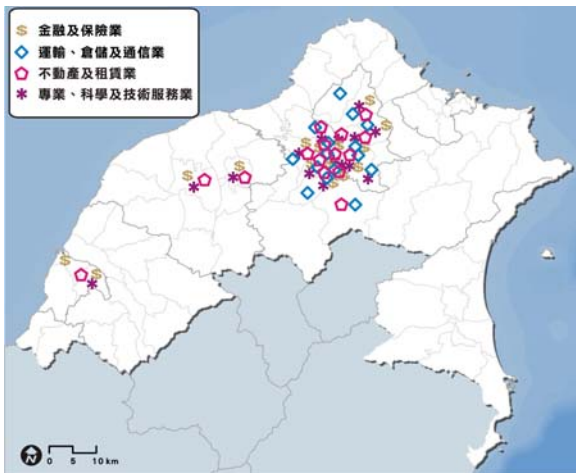 $ 金融及保險業
運輸、倉儲及通信業
不動產及租賃業
專業、科學及技術服務業
0 5 10 km